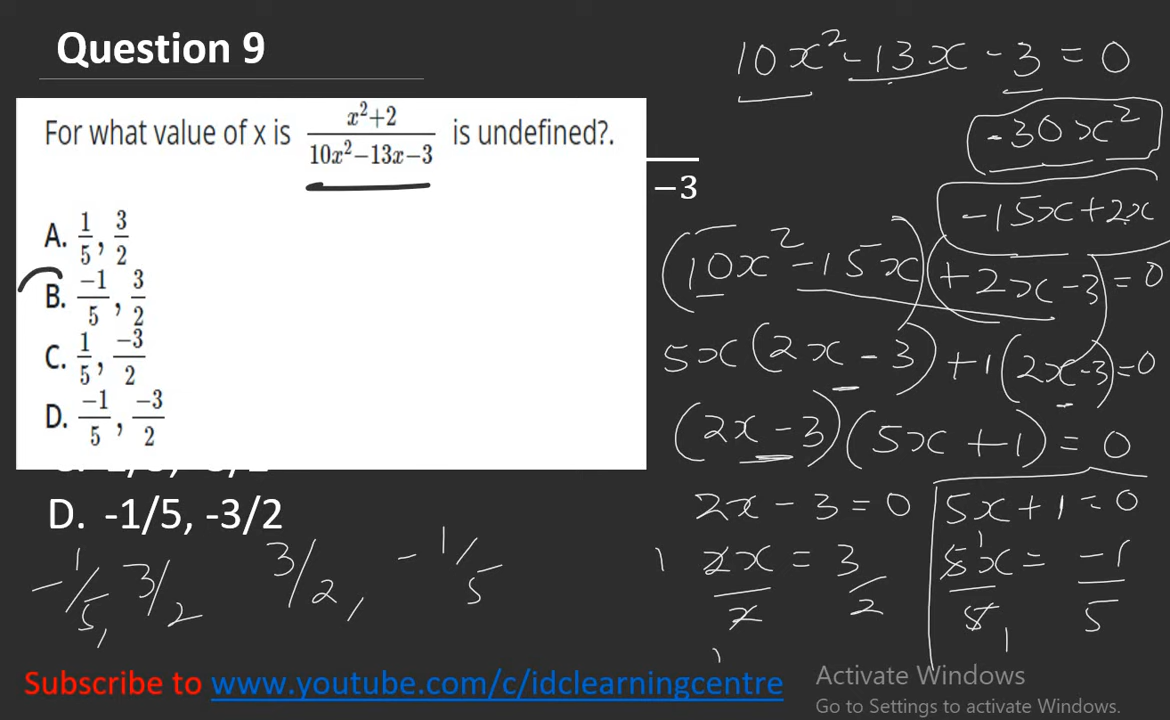 Question 9
For what value of x is x²+2 / 10x²−13x−3 is undefined?.
A. 1/5, 3/2
B. −1/5, 3/2
C. 1/5, −3/2
D. −1/5, −3/2
−3
D. -1/5, -3/2
-1/5, 3/2
3/2, -1/5
10x² - 13x - 3 = 0
-30x²
-15x + 2x
(10x² - 15x)(+2x - 3) = 0
5x(2x - 3) + 1(2x - 3) = 0
(2x - 3)(5x + 1) = 0
2x - 3 = 0
2x/2 = 3/2
5x + 1 = 0
5x/5 = -1/5
Subscribe to www.youtube.com/c/idclearningcentre
Activate Windows
Go to Settings to activate Windows.